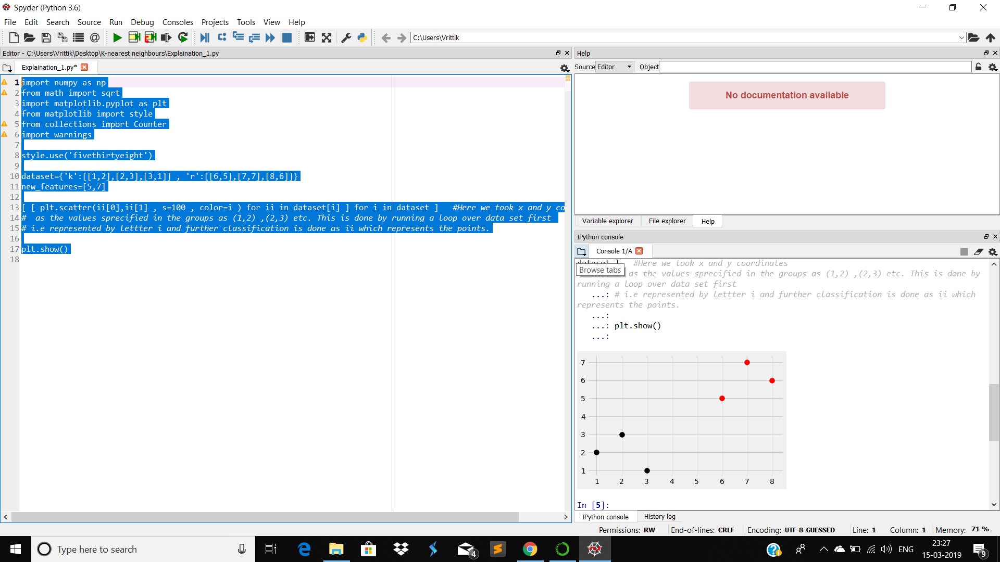 Spyder (Python 3.6)
File Edit Search Source Run Debug Consoles Projects Tools View Help
C:\Users\Vrittik
Editor - C:\Users\Vrittik\Desktop\K-nearest neighbours\Explaination_1.py
Explaination_1.py*
1 import numpy as np
2 from math import sqrt
3 import matplotlib.pyplot as plt
4 from matplotlib import style
5 from collections import Counter
6 import warnings
7
8 style.use('fivethirtyeight')
9
10 dataset={'k':[[1,2],[2,3],[3,1]] , 'r':[[6,5],[7,7],[8,6]]}
11 new_features=[5,7]
12
13 [ [ plt.scatter(ii[0],ii[1] , s=100 , color=i ) for ii in dataset[i] ] for i in dataset ]   #Here we took x and y co
14 #  as the values sprecified in the groups as (1,2) ,(2,3) etc. This is done by running a loop over data set first
15 # i.e represented by lettter i and further classification is done as ii which represents the points.
16
17 plt.show()
18
Help
Source Editor Object
No documentation available
Variable explorer File explorer Help
IPython console
Console 1/A
dataset ]   #Here we took x and y coordinates
Browse tabs
as the values sprecified in the groups as (1,2) ,(2,3) etc. This is done by
running a loop over data set first
...: # i.e represented by lettter i and further classification is done as ii which
represents the points.
...:
...: plt.show()
...:
7
6
5
4
3
2
1
1 2 3 4 5 6 7 8
In [5]:
IPython console History log
Permissions: RW End-of-lines: CRLF Encoding: UTF-8-GUESSED Line: 1 Column: 1 Memory: 71 %
Type here to search
4
ENG
23:27
15-03-2019
9